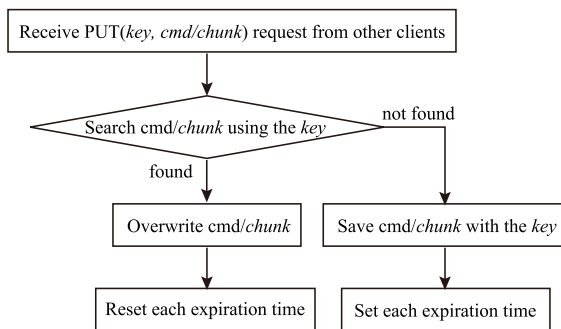 Receive PUT(key, cmd/chunk) request from other clients
not found
Search cmd/chunk using the key
found
Overwrite cmd/chunk
Save cmd/chunk with the key
Reset each expiration time
Set each expiration time